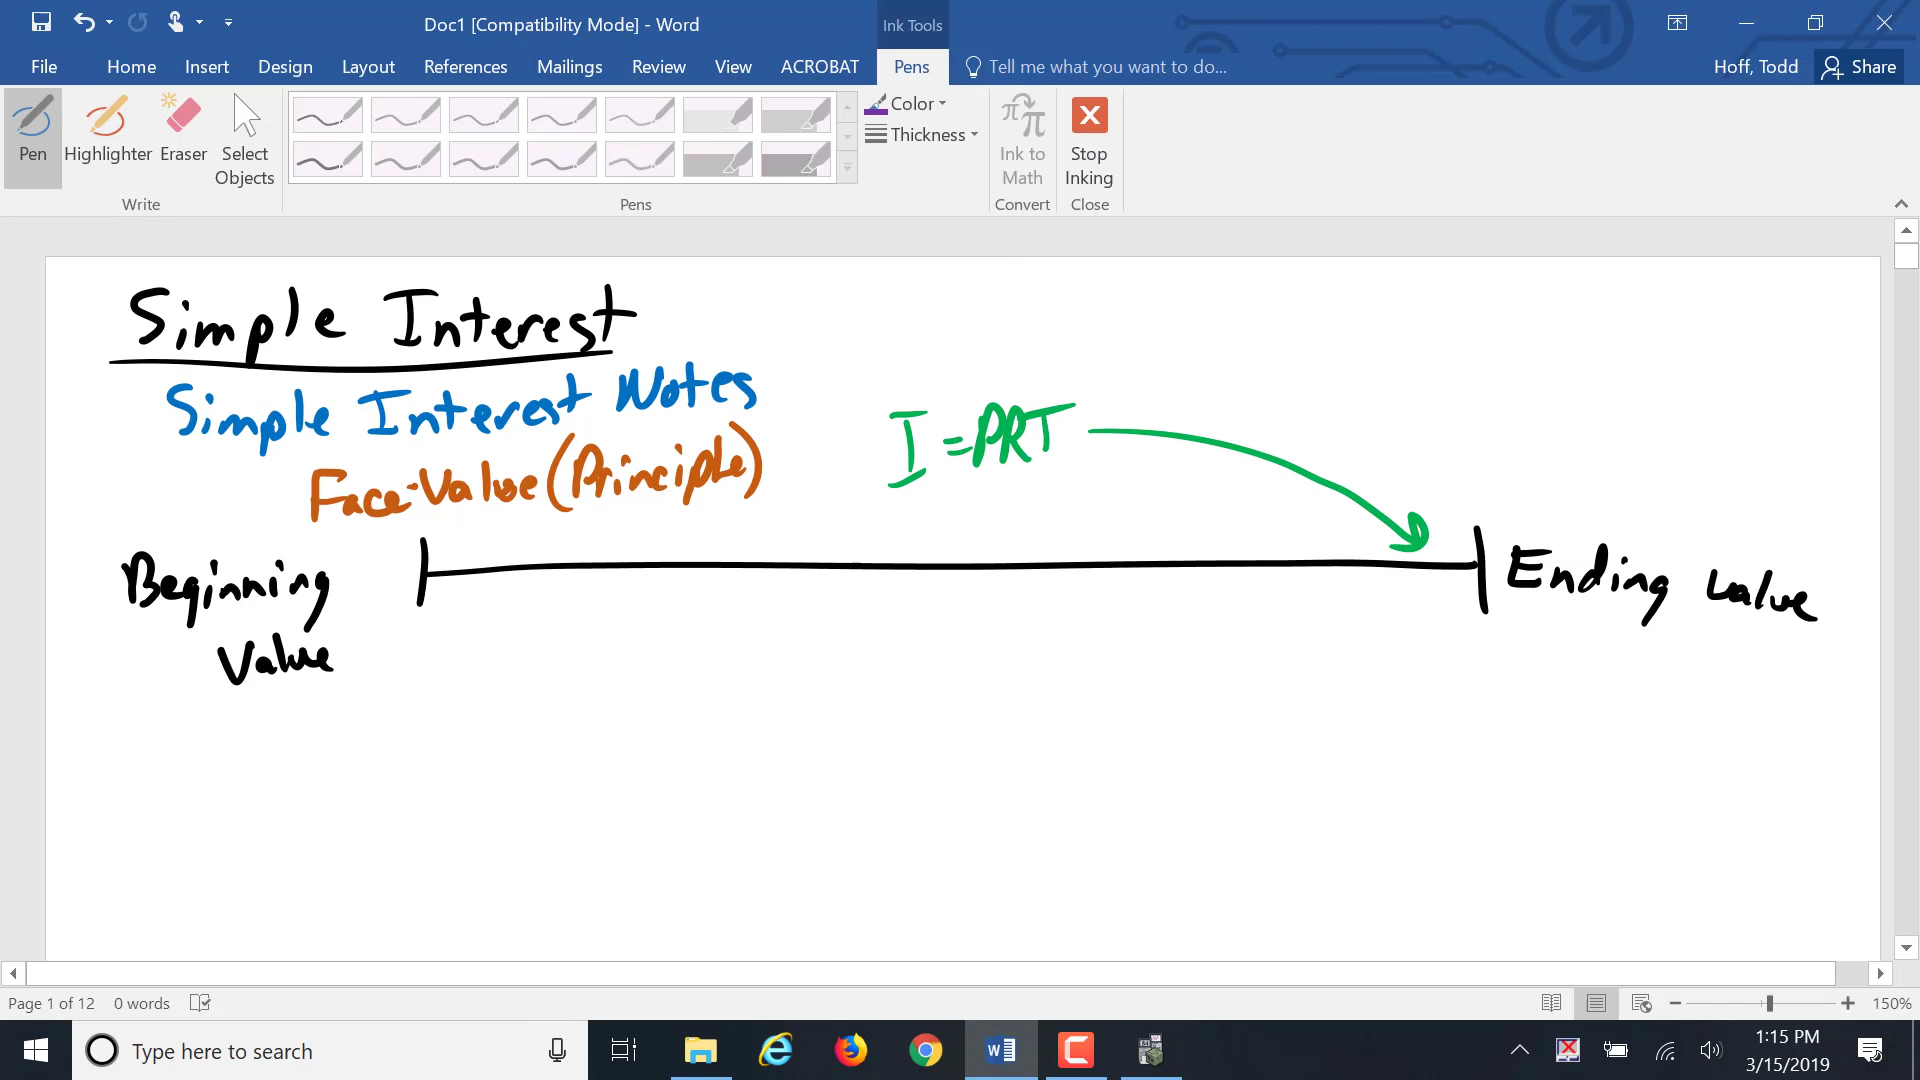 Doc1 [Compatibility Mode] - Word
Ink Tools
File Home Insert Design Layout References Mailings Review View ACROBAT Pens Tell me what you want to do... Hoff, Todd Share
Pen Highlighter Eraser Select Objects
Color
Thickness
Ink to Math
Stop Inking
Write Pens Convert Close
Simple Interest
Simple Interest Notes
I = PRT
Face-Value (Principle)
Beginning Value
Ending Value
Page 1 of 12 0 words 150%
Type here to search
1:15 PM
3/15/2019